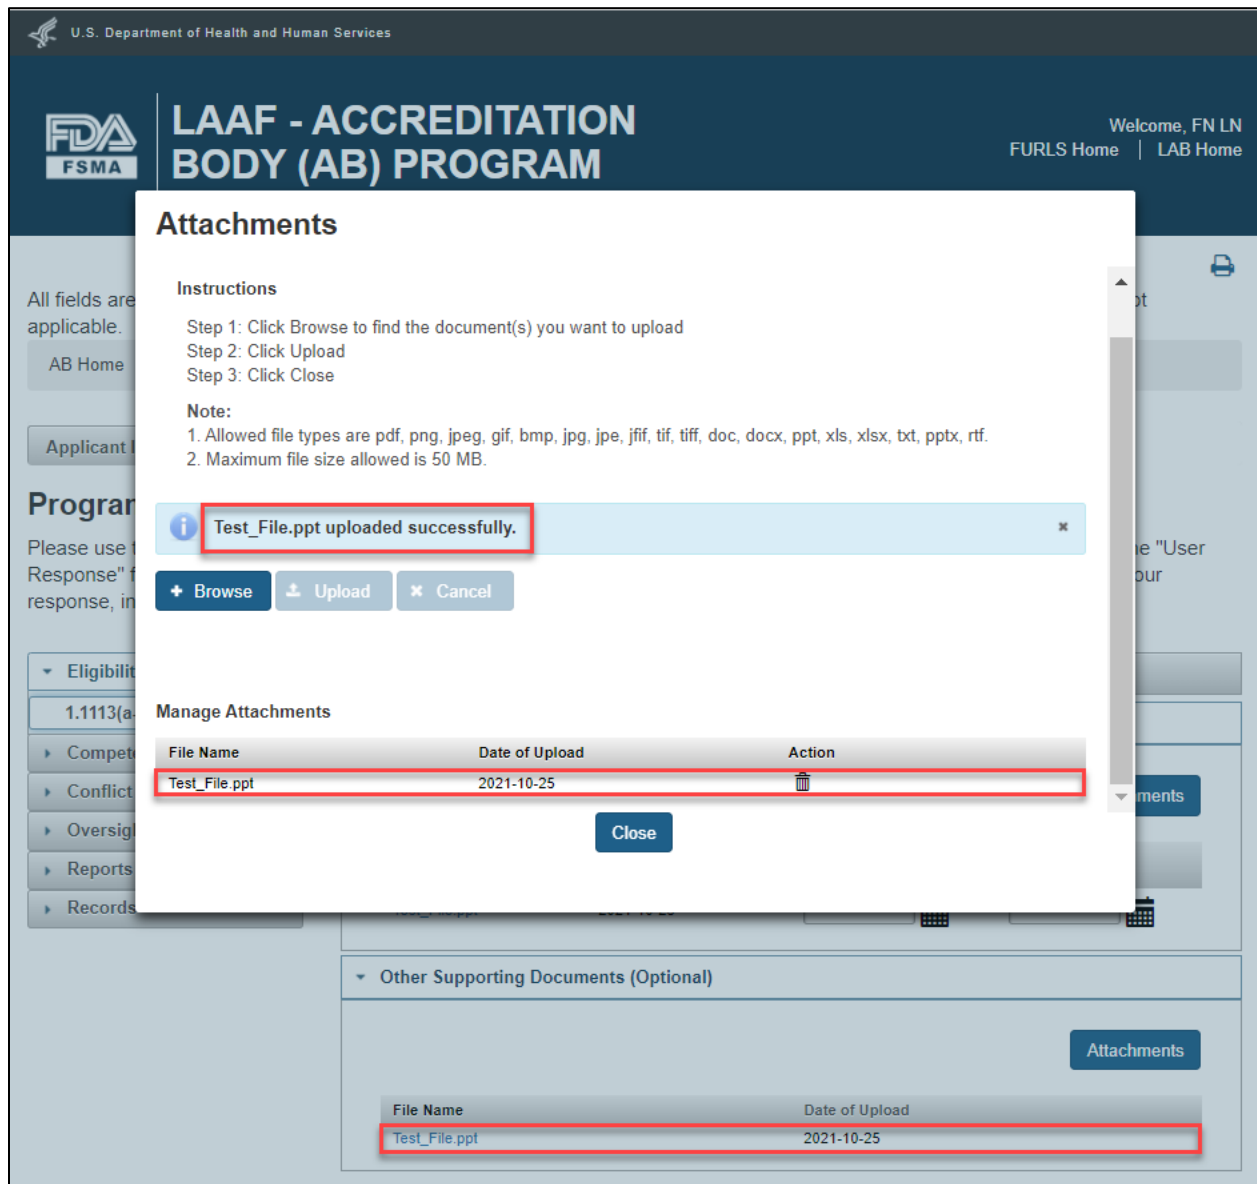 U.S. Department of Health and Human Services
FDA
FSMA
LAAF - ACCREDITATION
BODY (AB) PROGRAM
Welcome, FN LN
FURLS Home | LAB Home
Attachments
Instructions
Step 1: Click Browse to find the document(s) you want to upload
Step 2: Click Upload
Step 3: Click Close
Note:
1. Allowed file types are pdf, png, jpeg, gif, bmp, jpg, jpe, jfif, tif, tiff, doc, docx, ppt, xls, xlsx, txt, pptx, rtf.
2. Maximum file size allowed is 50 MB.
Test_File.ppt uploaded successfully.
Browse Upload Cancel
Manage Attachments
File Name Date of Upload Action
Test_File.ppt 2021-10-25
Close
All fields are
applicable.
AB Home
Applicant
Please use
Response"
response, in
"User
1.1113(a-
Conflict
Reports
Records
Other Supporting Documents (Optional)
Attachments
File Name Date of Upload
Test_File.ppt 2021-10-25